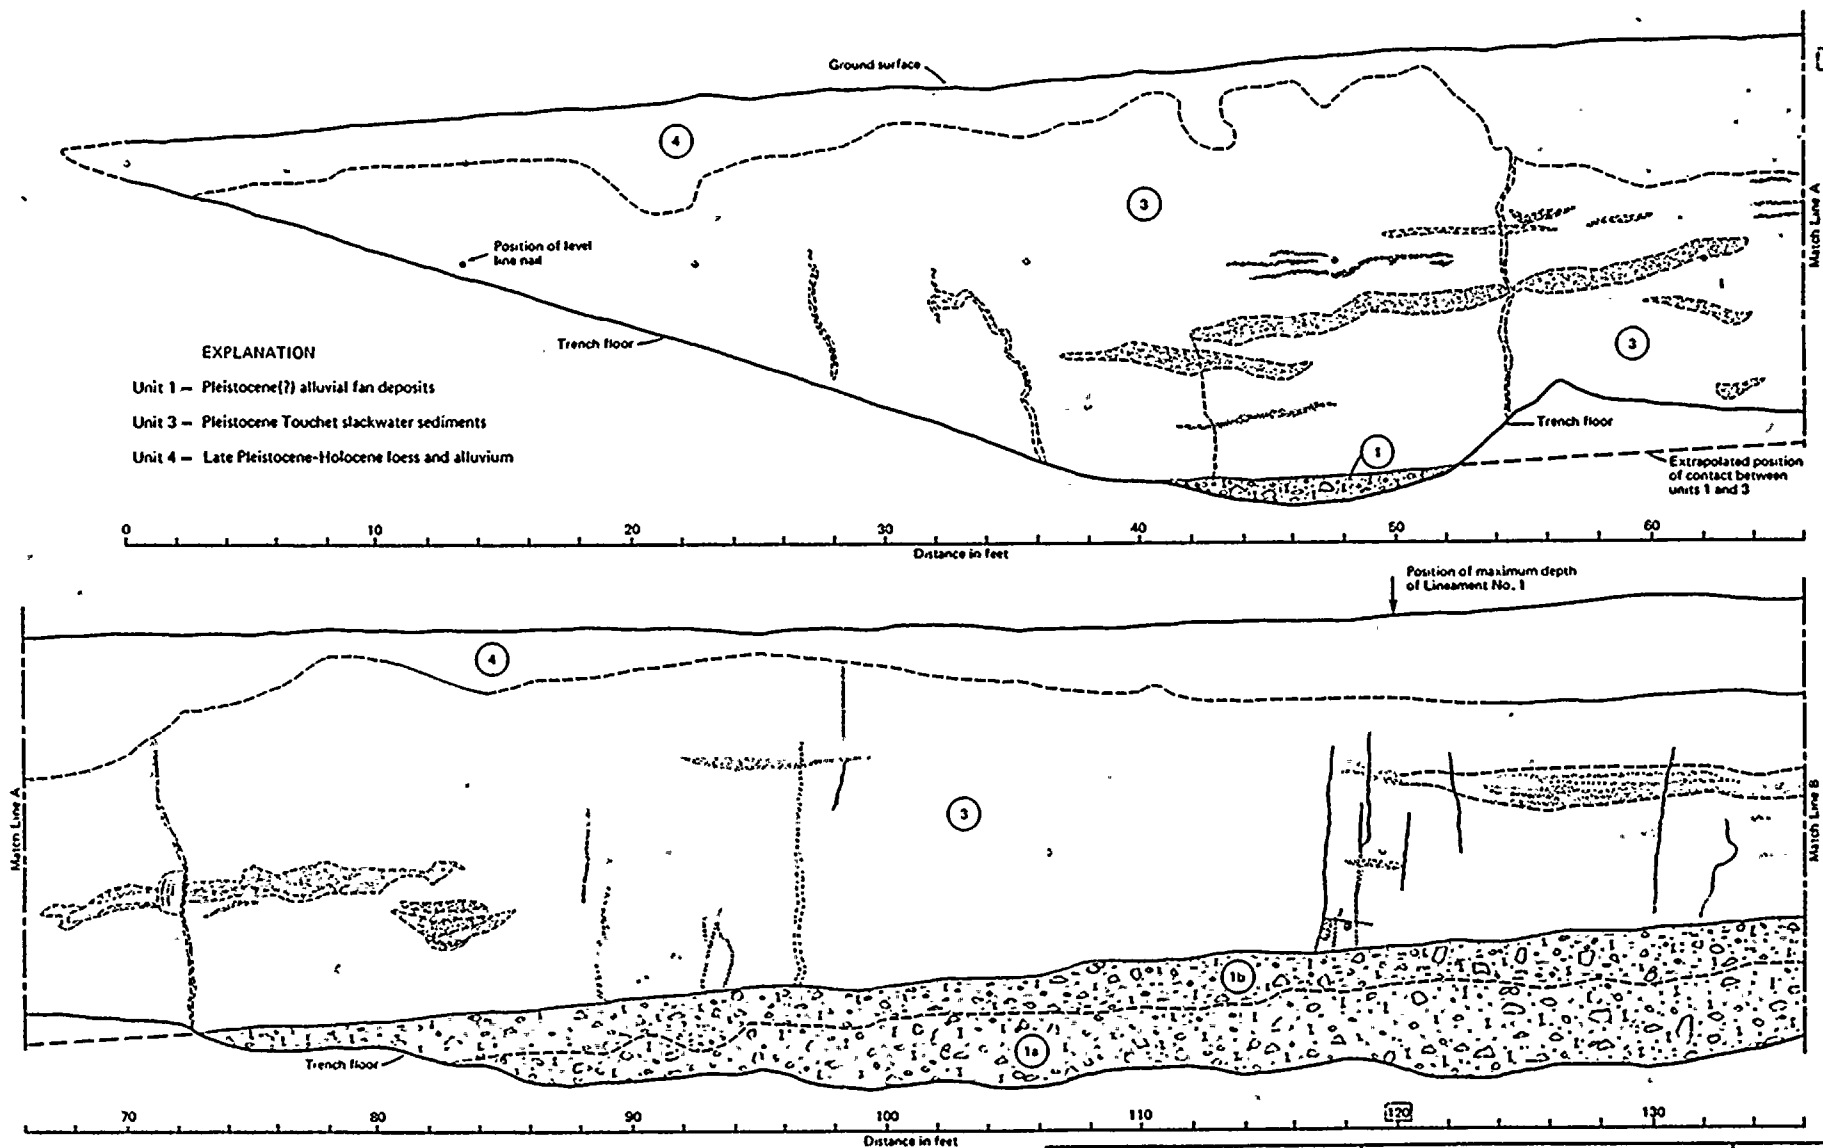 Ground surface
4
3
Match Line A
Position of level
line nail
Trench floor
EXPLANATION
Unit 1 – Pleistocene(?) alluvial fan deposits
Unit 3 – Pleistocene Touchet slackwater sediments
Unit 4 – Late Pleistocene-Holocene loess and alluvium
3
1
Trench floor
Extrapolated position
of contact between
units 1 and 3
0 10 20 30 40 50 60
Distance in feet
Position of maximum depth
of Lineament No. 1
4
3
Match Line A
Match Line B
1b
1a
Trench floor
70 80 90 100 110 120 130
Distance in feet